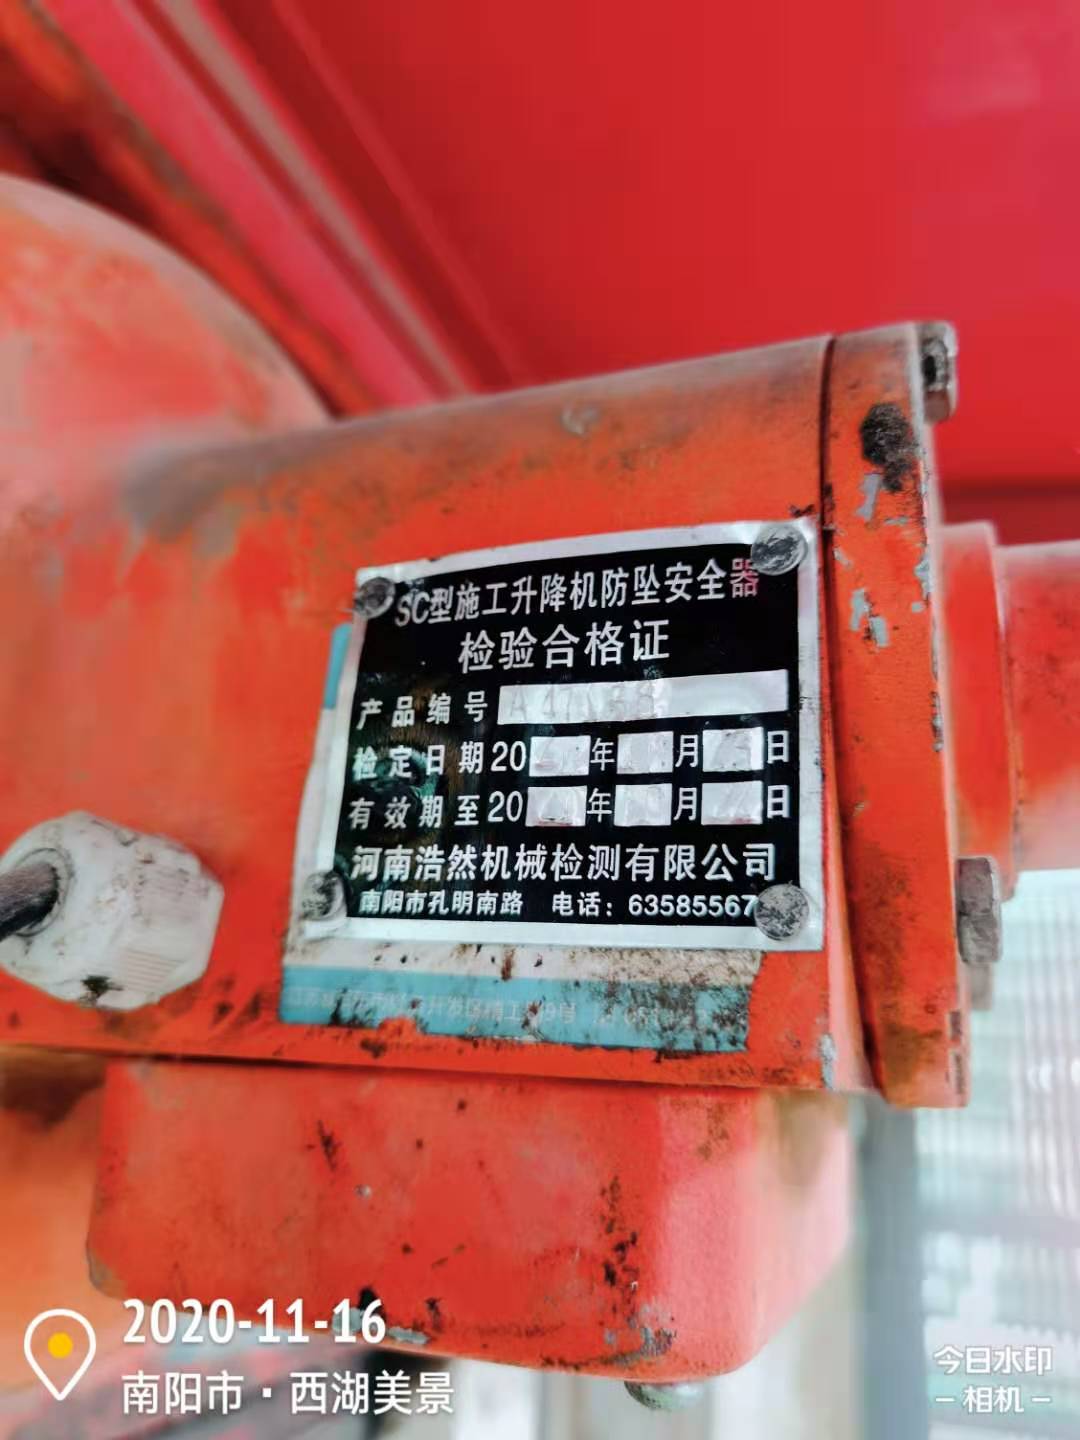 SC型施工升降机防坠安全器
检验合格证
产品编号
检定日期20 年 月 日
有效期至20 年 月 日
河南浩然机械检测有限公司
南阳市孔明南路 电话：63585567
2020-11-16
南阳市·西湖美景
今日水印
-相机-